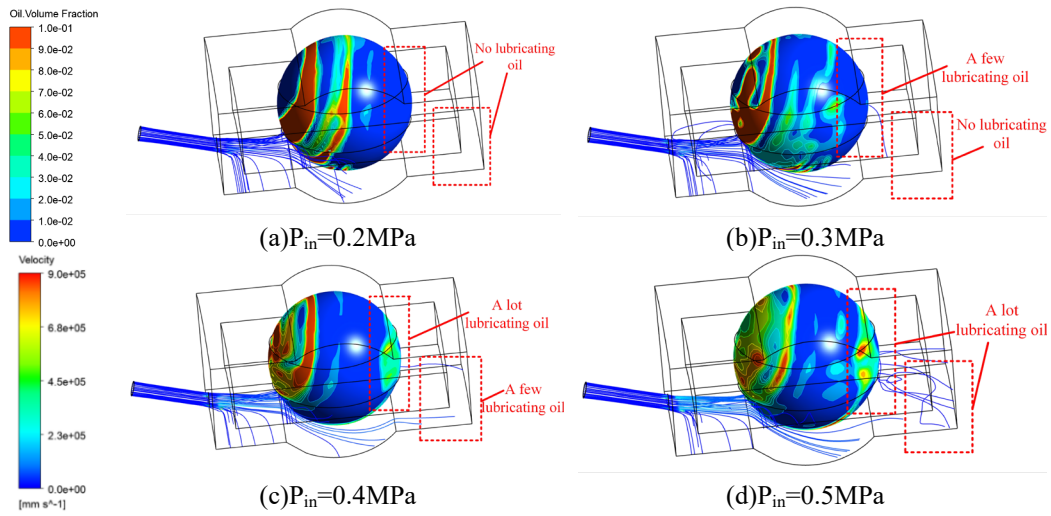 Oil.Volume Fraction
1.0e-01
9.0e-02
8.0e-02
7.0e-02
6.0e-02
5.0e-02
4.0e-02
3.0e-02
2.0e-02
1.0e-02
0.0e+00
No lubricating
oil
(a)P_in=0.2MPa
A few
lubricating oil
No lubricating
oil
(b)P_in=0.3MPa
Velocity
9.0e+05
6.8e+05
4.5e+05
2.3e+05
0.0e+00
[mm s^-1]
A lot
lubricating oil
A few
lubricating oil
(c)P_in=0.4MPa
A lot
lubricating oil
(d)P_in=0.5MPa